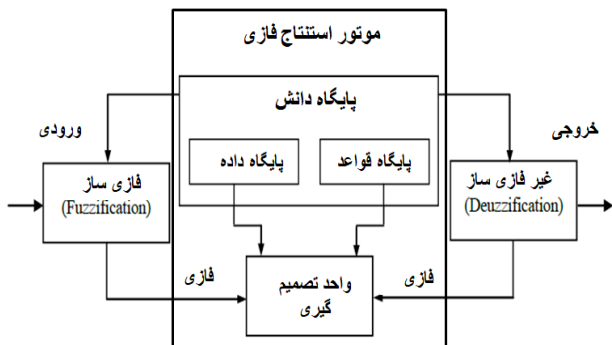 موتور استنتاج فازی
پایگاه دانش
ورودی
خروجی
پایگاه داده
پایگاه قواعد
فازی ساز
(Fuzzification)
غیر فازی ساز
(Deuzzification)
فازی
واحد تصمیم
گیری
فازی